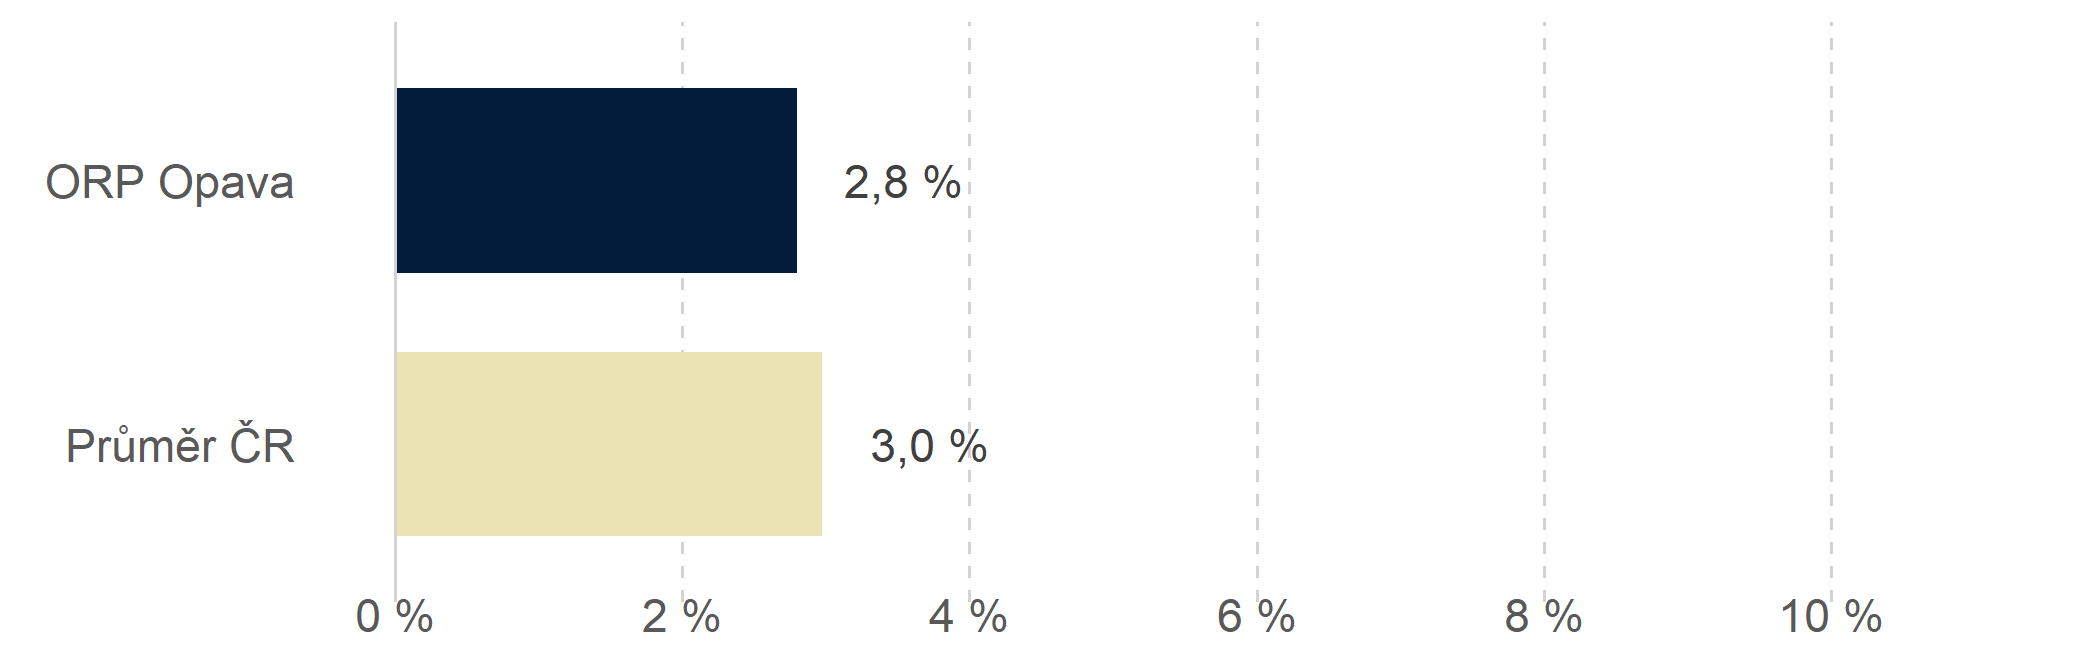 ORP Opava
2,8 %
Průměr ČR
3,0 %
0 % 2 % 4 % 6 % 8 % 10 %